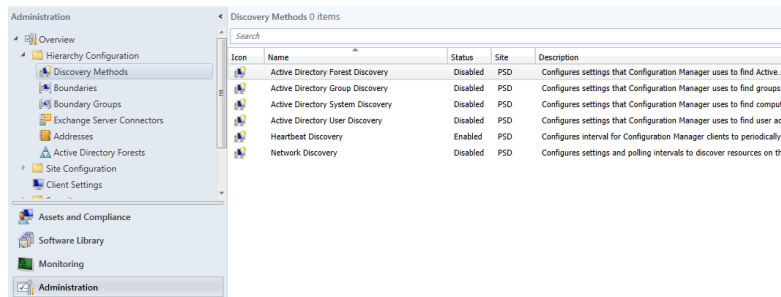 Administration
Overview
Hierarchy Configuration
Discovery Methods
Boundaries
Boundary Groups
Exchange Server Connectors
Addresses
Active Directory Forests
Site Configuration
Client Settings
Assets and Compliance
Software Library
Monitoring
Administration
Discovery Methods 0 items
Search
Icon Name Status Site Description
Active Directory Forest Discovery Disabled PSD Configures settings that Configuration Manager uses to find Active...
Active Directory Group Discovery Disabled PSD Configures settings that Configuration Manager uses to find groups
Active Directory System Discovery Disabled PSD Configures settings that Configuration Manager uses to find
Active Directory User Discovery Disabled PSD Configures settings that Configuration Manager uses to find user
Heartbeat Discovery Enabled PSD Configures interval for Configuration Manager clients to periodically
Network Discovery Disabled PSD Configures settings and polling intervals to discover resources on